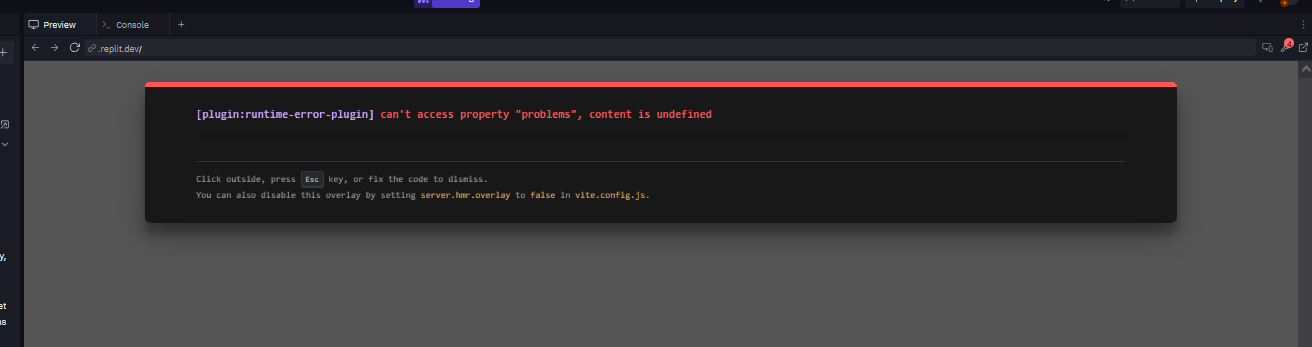 Preview
Console
.replit.dev/
4
[plugin:runtime-error-plugin] can't access property "problems", content is undefined
Click outside, press Esc key, or fix the code to dismiss.
You can also disable this overlay by setting server.hmr.overlay to false in vite.config.js.
y,
et